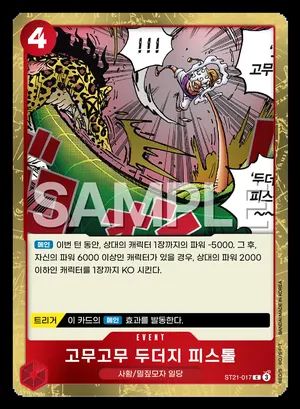 4
!!!
고무
두더지
피스
~~
SAMPLE
메인 이번 턴 동안, 상대의 캐릭터 1장까지의 파워 -5000. 그 후,
자신의 파워 6000 이상인 캐릭터가 있을 경우, 상대의 파워 2000
이하인 캐릭터를 1장까지 KO 시킨다.
트리거 이 카드의 메인 효과를 발동한다.
EVENT
고무고무 두더지 피스톨
사황/밀짚모자 일당
ST21-017
3